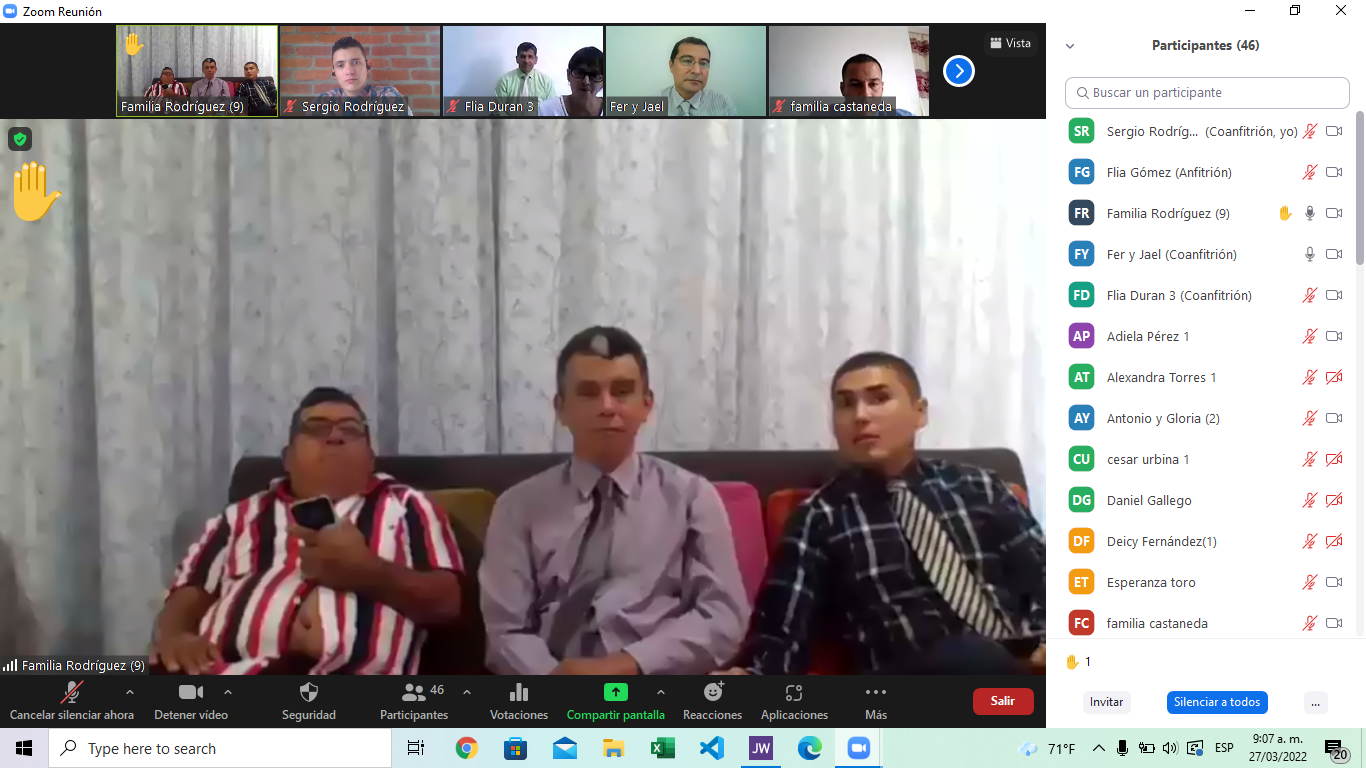 Zoom Reunión
Familia Rodríguez (9)
Sergio Rodríguez
Flia Duran 3
Fer y Jael
familia castaneda
Vista
Participantes (46)
Buscar un participante
SR Sergio Rodríg... (Coanfitrión, yo)
FG Flia Gómez (Anfitrión)
FR Familia Rodríguez (9)
FY Fer y Jael (Coanfitrión)
FD Flia Duran 3 (Coanfitrión)
AP Adiela Pérez 1
AT Alexandra Torres 1
AY Antonio y Gloria (2)
CU cesar urbina 1
DG Daniel Gallego
DF Deicy Fernández(1)
ET Esperanza toro
FC familia castaneda
1
Invitar Silenciar a todos ...
Familia Rodríguez (9)
46
Cancelar silenciar ahora Detener vídeo Seguridad Participantes Votaciones Compartir pantalla Reacciones Aplicaciones Más
Salir
Type here to search
JW
71°F
ESP
9:07 a. m.
27/03/2022
20